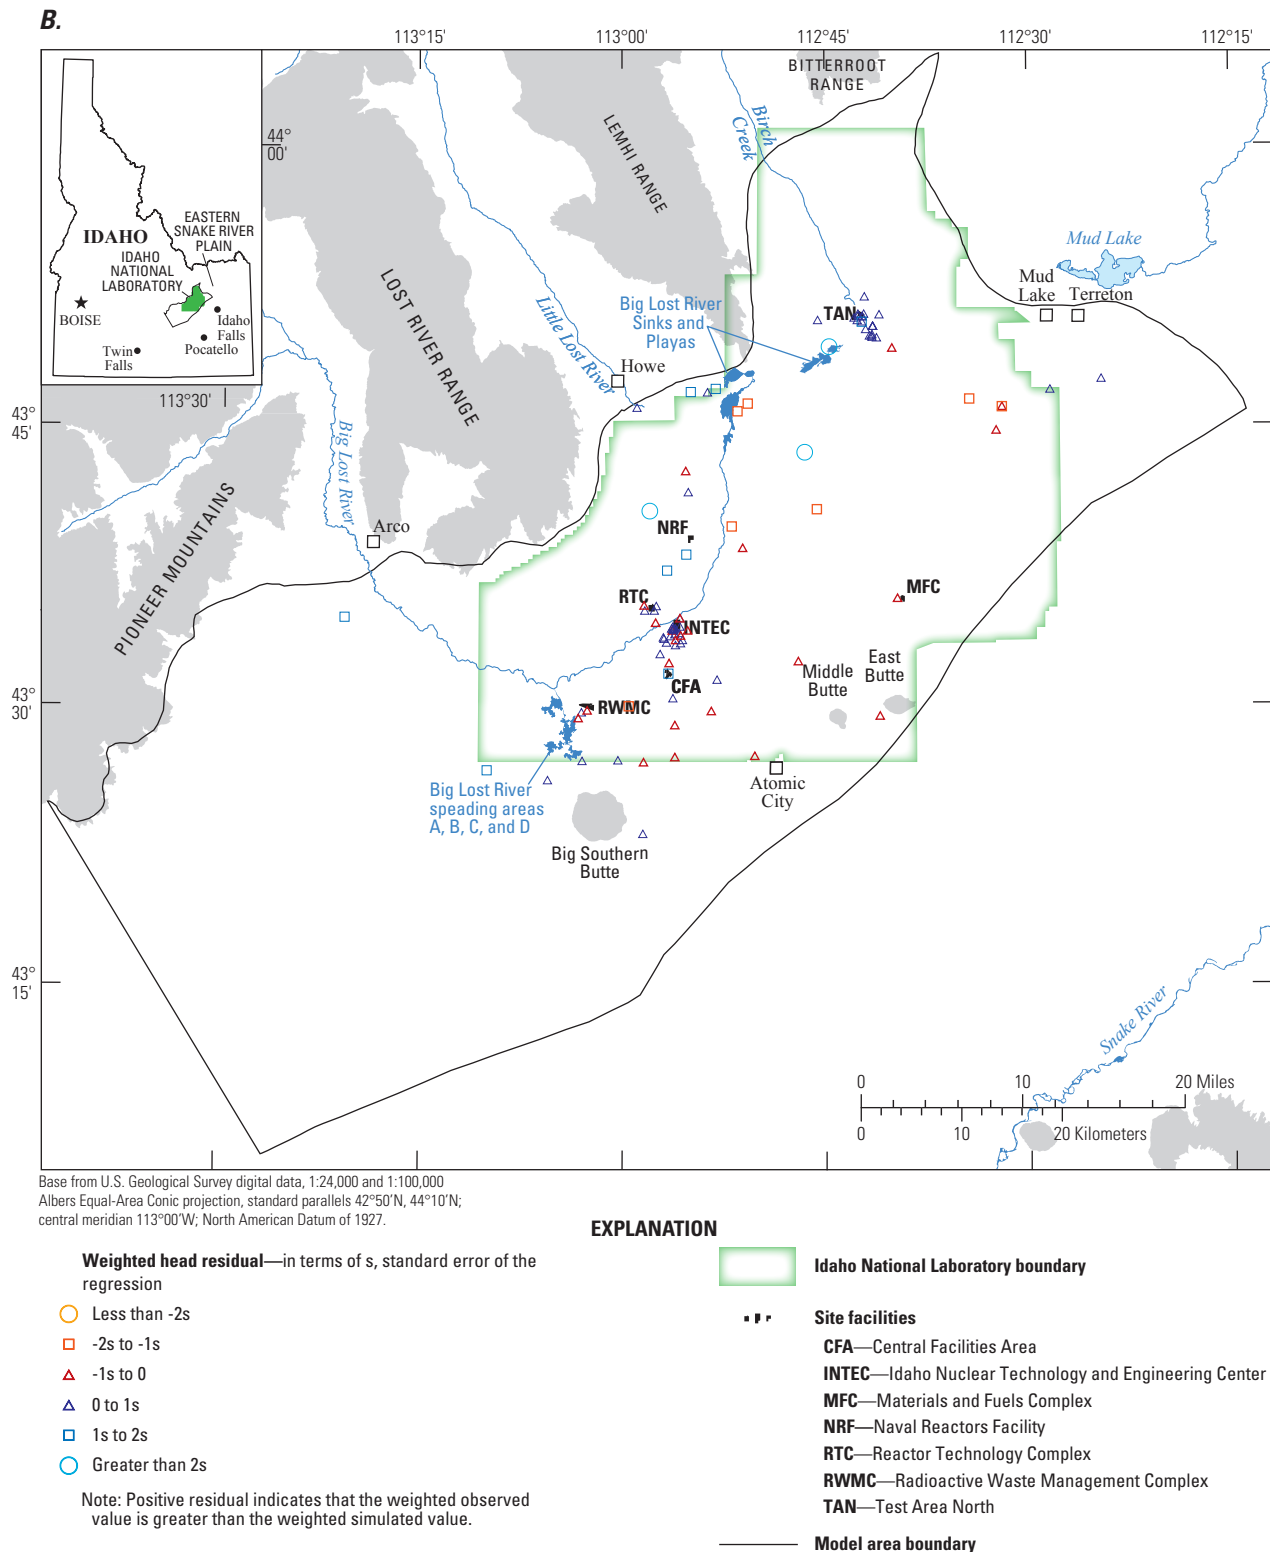 B.
113°15'
113°00'
112°45'
112°30'
112°15'
BITTERROOT
RANGE
44°
00'
Birch
Creek
LEMHI RANGE
EASTERN
SNAKE RIVER
PLAIN
IDAHO
IDAHO
NATIONAL
LABORATORY
BOISE
Idaho
Falls
Pocatello
Twin
Falls
113°30'
Mud Lake
Mud
Lake
Terreton
LOST RIVER RANGE
Little Lost River
Big Lost River
Sinks and
Playas
TAN
Howe
43°
45'
Big Lost River
PIONEER MOUNTAINS
Arco
NRF
MFC
RTC
INTEC
Middle
Butte
East
Butte
CFA
43°
30'
RWMC
Atomic
City
Big Lost River
speading areas
A, B, C, and D
Big Southern
Butte
43°
15'
Snake River
0 10 20 Miles
0 10 20 Kilometers
Base from U.S. Geological Survey digital data, 1:24,000 and 1:100,000
Albers Equal-Area Conic projection, standard parallels 42°50'N, 44°10'N;
central meridian 113°00'W; North American Datum of 1927.
EXPLANATION
Weighted head residual—in terms of s, standard error of the
regression
Less than -2s
-2s to -1s
-1s to 0
0 to 1s
1s to 2s
Greater than 2s
Note: Positive residual indicates that the weighted observed
value is greater than the weighted simulated value.
Idaho National Laboratory boundary
Site facilities
CFA—Central Facilities Area
INTEC—Idaho Nuclear Technology and Engineering Center
MFC—Materials and Fuels Complex
NRF—Naval Reactors Facility
RTC—Reactor Technology Complex
RWMC—Radioactive Waste Management Complex
TAN—Test Area North
Model area boundary